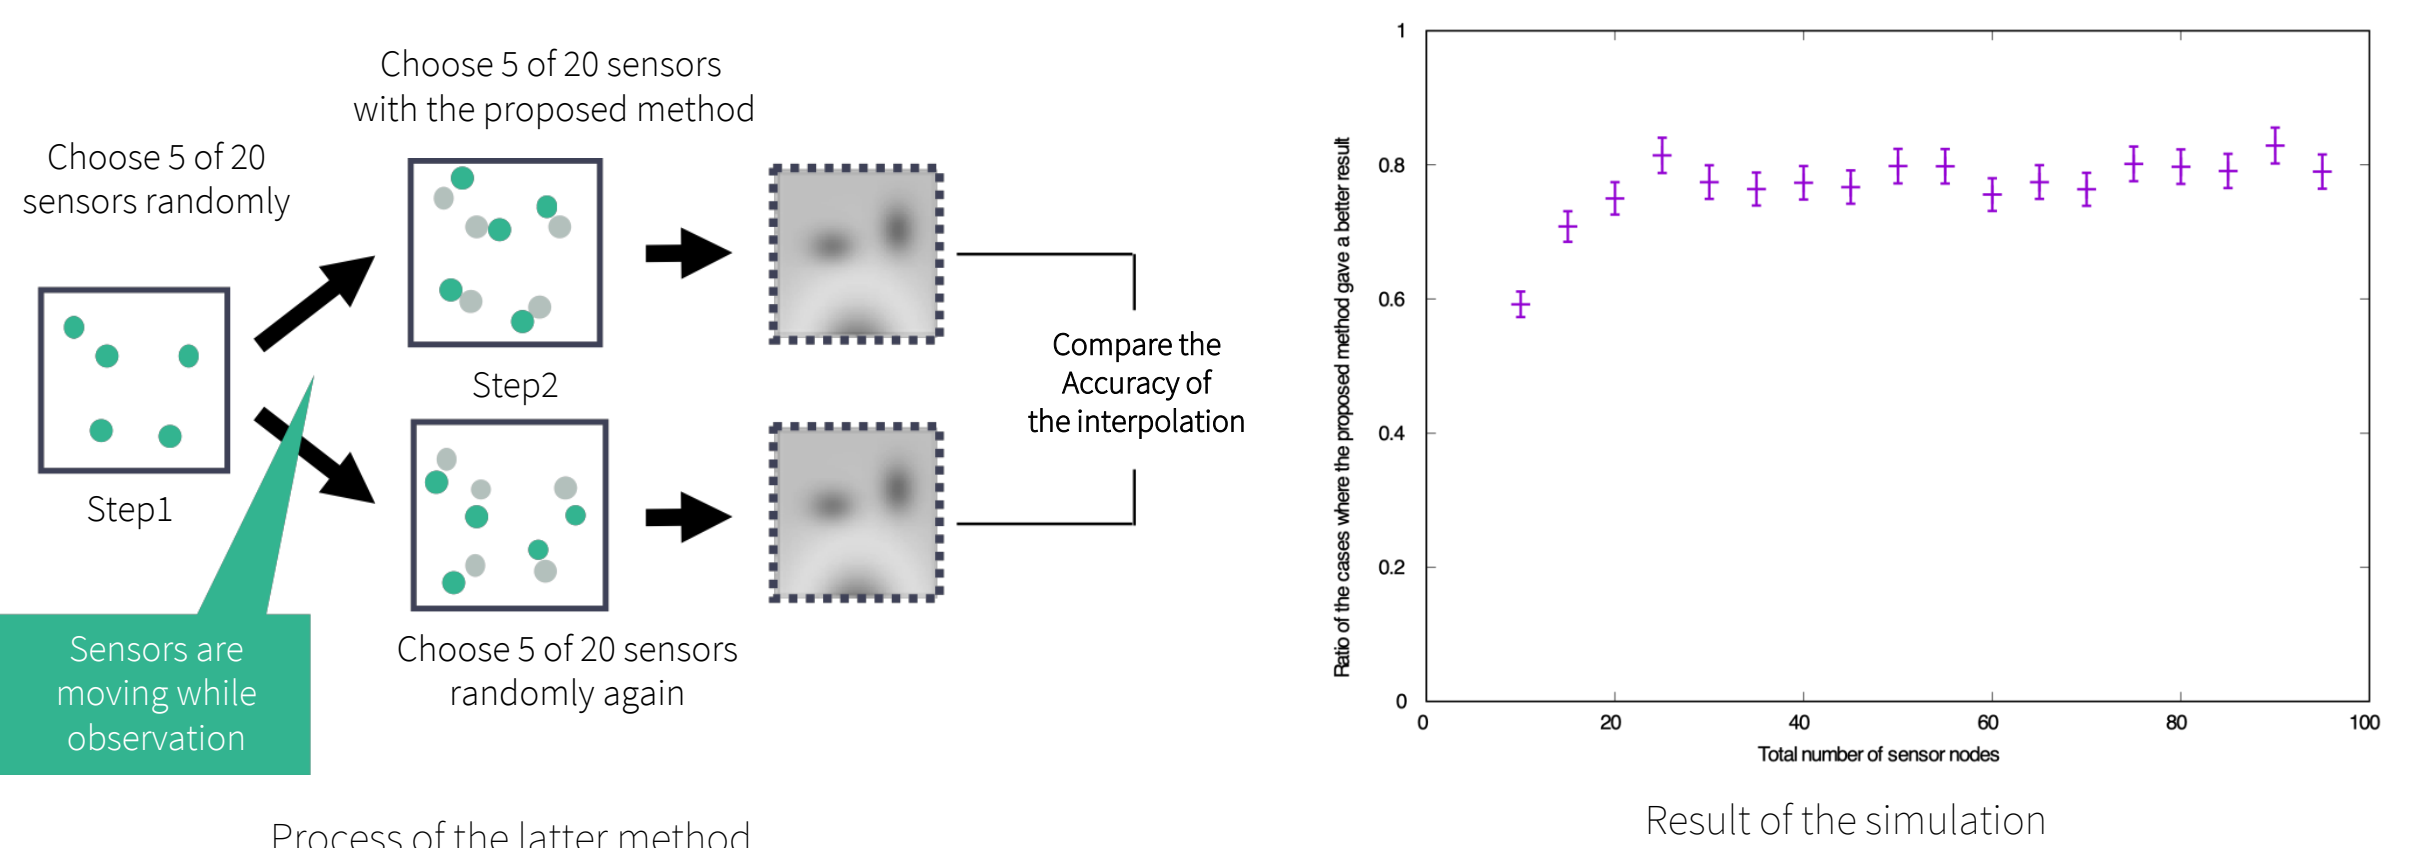 Choose 5 of 20
sensors randomly
Step1
Sensors are
moving while
observation
Choose 5 of 20 sensors
with the proposed method
Step2
Choose 5 of 20 sensors
randomly again
Compare the
Accuracy of
the interpolation
Process of the latter method
Ratio of the cases where the proposed method gave a better result
1
0.8
0.6
0.4
0.2
0
0 20 40 60 80 100
Total number of sensor nodes
Result of the simulation